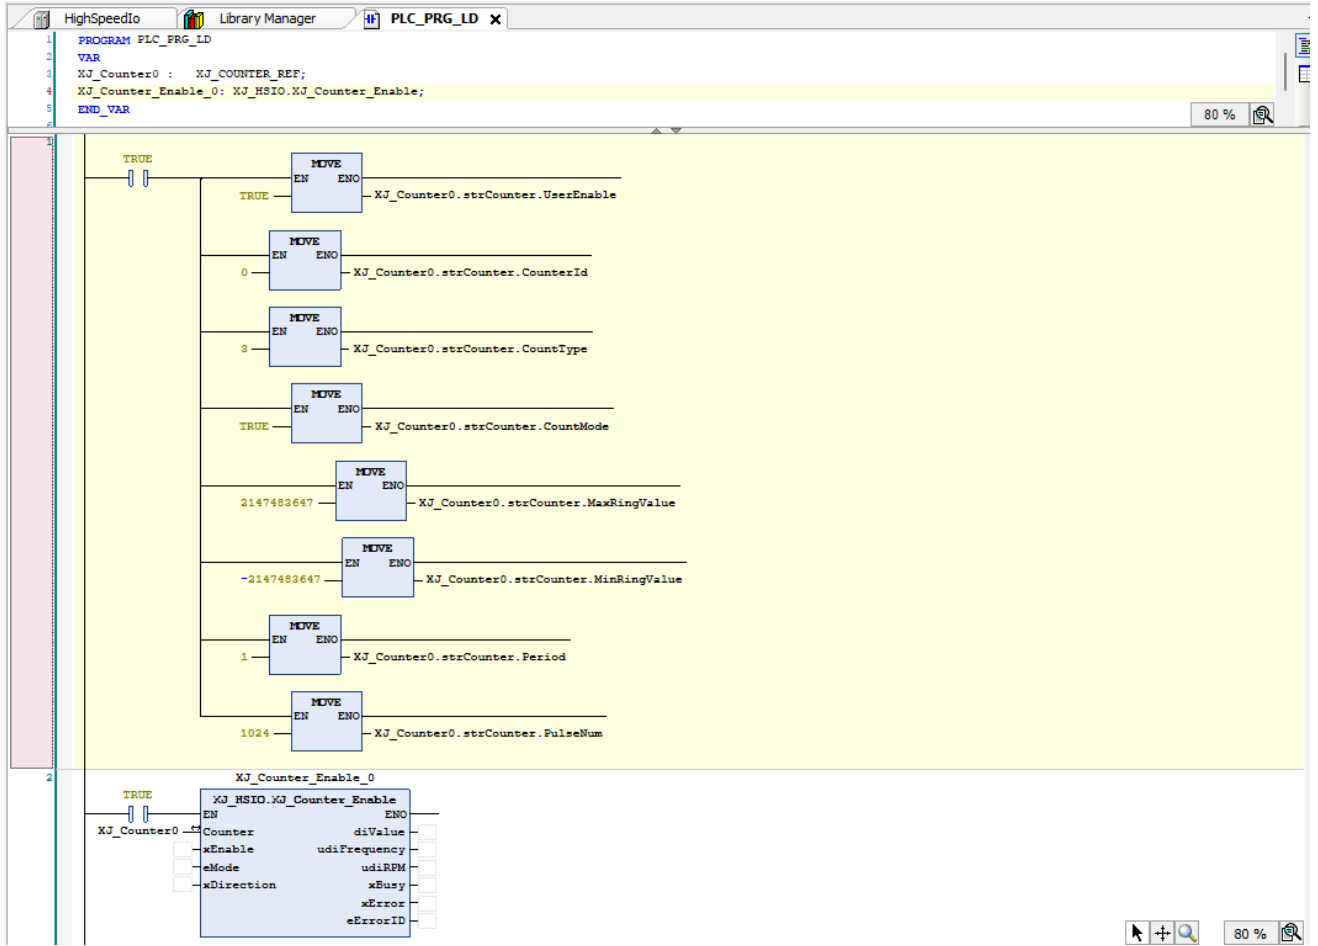 HighSpeedIo Library Manager PLC_PRG_LD X
1 PROGRAM PLC_PRG_LD
2 VAR
3 XJ_Counter0 : XJ_COUNTER_REF;
4 XJ_Counter_Enable_0: XJ_HSIO.XJ_Counter_Enable;
5 END_VAR
6
80 %
1
TRUE
MOVE
EN ENO
TRUE XJ_Counter0.strCounter.UserEnable
MOVE
EN ENO
0 XJ_Counter0.strCounter.CounterId
MOVE
EN ENO
3 XJ_Counter0.strCounter.CountType
MOVE
EN ENO
TRUE XJ_Counter0.strCounter.CountMode
MOVE
EN ENO
2147483647 XJ_Counter0.strCounter.MaxRingValue
MOVE
EN ENO
-2147483647 XJ_Counter0.strCounter.MinRingValue
MOVE
EN ENO
1 XJ_Counter0.strCounter.Period
MOVE
EN ENO
1024 XJ_Counter0.strCounter.PulseNum
2
XJ_Counter_Enable_0
TRUE
XJ_HSIO.XJ_Counter_Enable
EN ENO
XJ_Counter0 Counter diValue
xEnable udiFrequency
eMode udiRPM
xDirection xBusy
xError
eErrorID
80 %